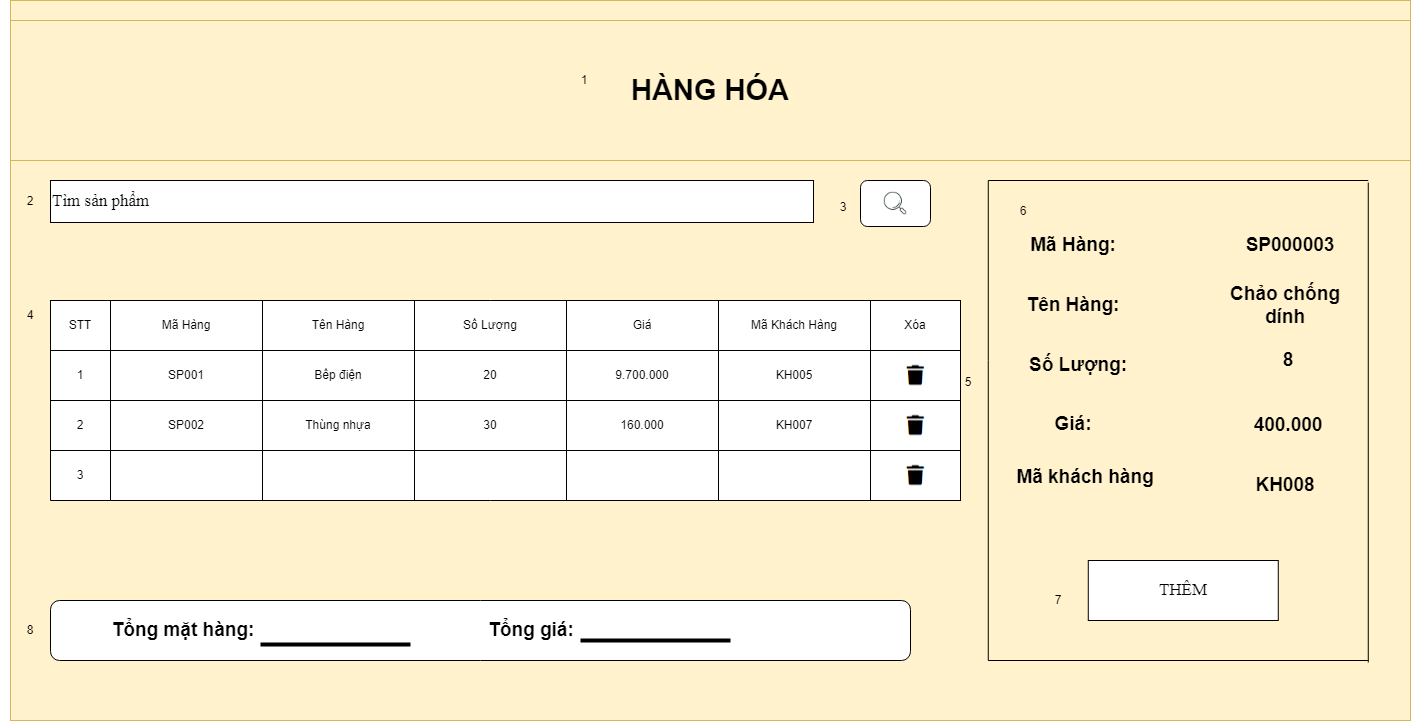 1 HÀNG HÓA
2 Tìm sản phẩm 3
4
STT Mã Hàng Tên Hàng Số Lượng Giá Mã Khách Hàng Xóa
1 SP001 Bếp điện 20 9.700.000 KH005
5
2 SP002 Thùng nhựa 30 160.000 KH007
3
6
Mã Hàng: SP000003
Tên Hàng: Chảo chống
dính
Số Lượng: 8
Giá: 400.000
Mã khách hàng KH008
7 THÊM
8 Tổng mặt hàng: Tổng giá: